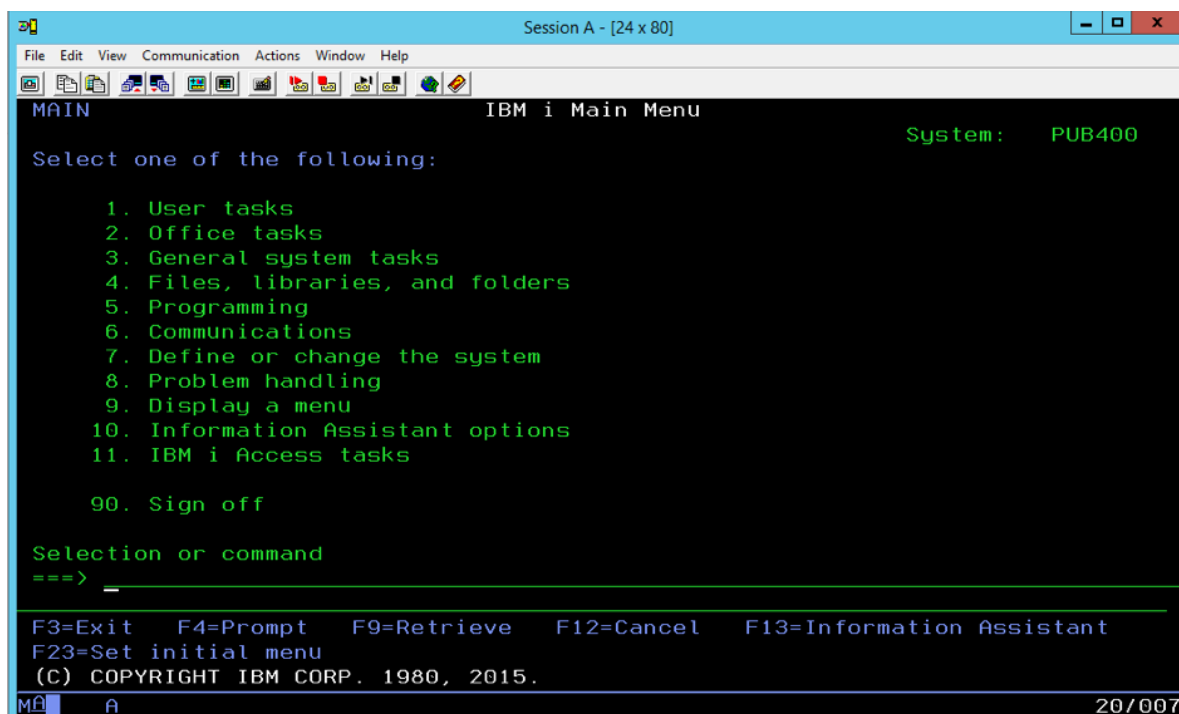 Session A - [24 x 80]
File Edit View Communication Actions Window Help
MAIN IBM i Main Menu
System: PUB400
Select one of the following:
1. User tasks
2. Office tasks
3. General system tasks
4. Files, libraries, and folders
5. Programming
6. Communications
7. Define or change the system
8. Problem handling
9. Display a menu
10. Information Assistant options
11. IBM i Access tasks
90. Sign off
Selection or command
===> _
F3=Exit F4=Prompt F9=Retrieve F12=Cancel F13=Information Assistant
F23=Set initial menu
(C) COPYRIGHT IBM CORP. 1980, 2015.
MA A 20/007